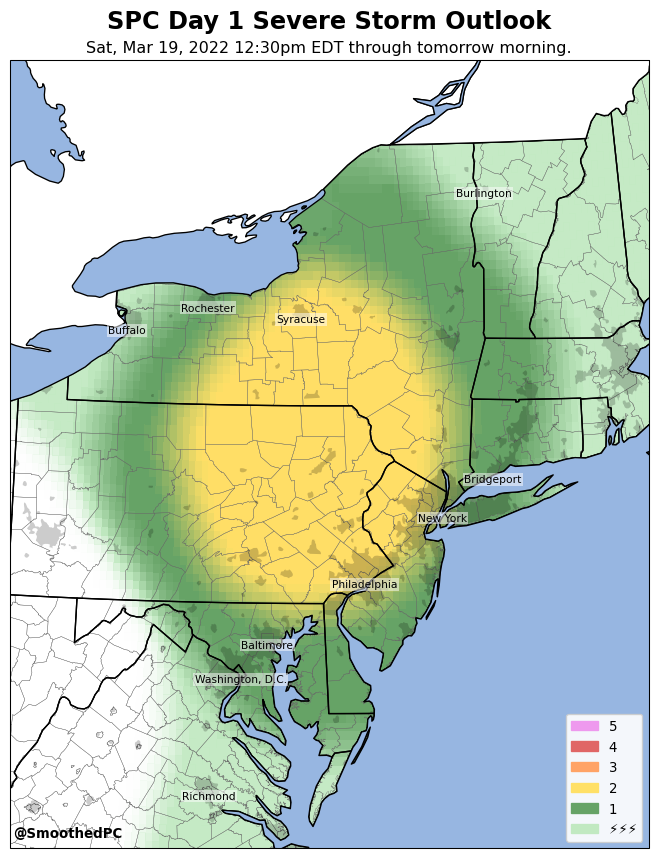 SPC Day 1 Severe Storm Outlook
Sat, Mar 19, 2022 12:30pm EDT through tomorrow morning.
Burlington
Rochester
Syracuse
Buffalo
Bridgeport
New York
Philadelphia
Baltimore
Washington, D.C.
Richmond
5
4
3
2
1
⚡⚡⚡
@SmoothedPC